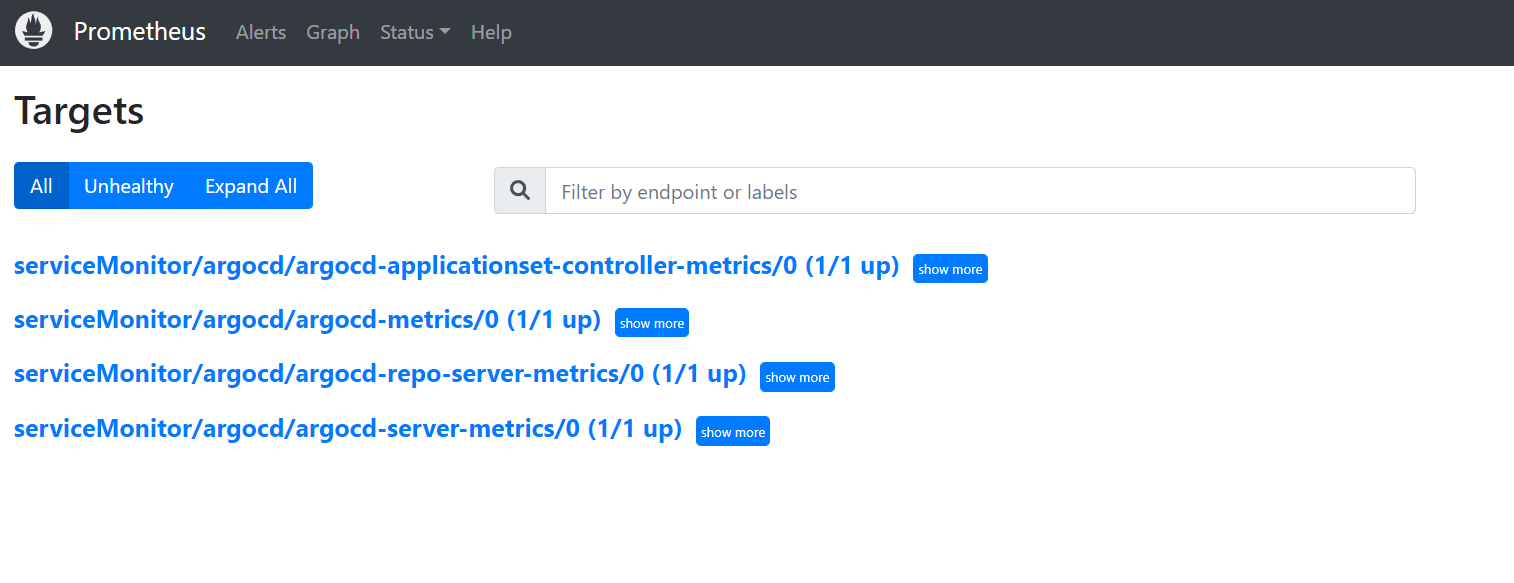 Prometheus Alerts Graph Status Help
Targets
All Unhealthy Expand All Filter by endpoint or labels
serviceMonitor/argocd/argocd-applicationset-controller-metrics/0 (1/1 up) show more
serviceMonitor/argocd/argocd-metrics/0 (1/1 up) show more
serviceMonitor/argocd/argocd-repo-server-metrics/0 (1/1 up) show more
serviceMonitor/argocd/argocd-server-metrics/0 (1/1 up) show more